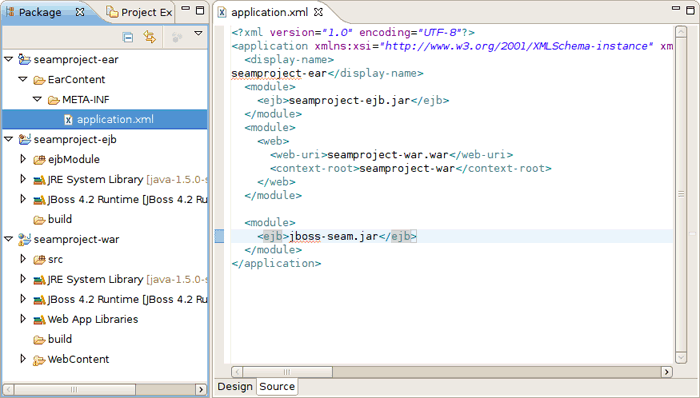 Package
Project Ex
seamproject-ear
EarContent
META-INF
application.xml
seamproject-ejb
ejbModule
JRE System Library [java-1.5.0-s
JBoss 4.2 Runtime [JBoss 4.2
build
seamproject-war
src
JRE System Library [java-1.5.0-s
JBoss 4.2 Runtime [JBoss 4.2
Web App Libraries
build
WebContent
application.xml
<?xml version="1.0" encoding="UTF-8"?>
<application xmlns:xsi="http://www.w3.org/2001/XMLSchema-instance" xm
<display-name>
seamproject-ear</display-name>
<module>
<ejb>seamproject-ejb.jar</ejb>
</module>
<module>
<web>
<web-uri>seamproject-war.war</web-uri>
<context-root>seamproject-war</context-root>
</web>
</module>
<module>
<ejb>jboss-seam.jar</ejb>
</module>
</application>
Design Source